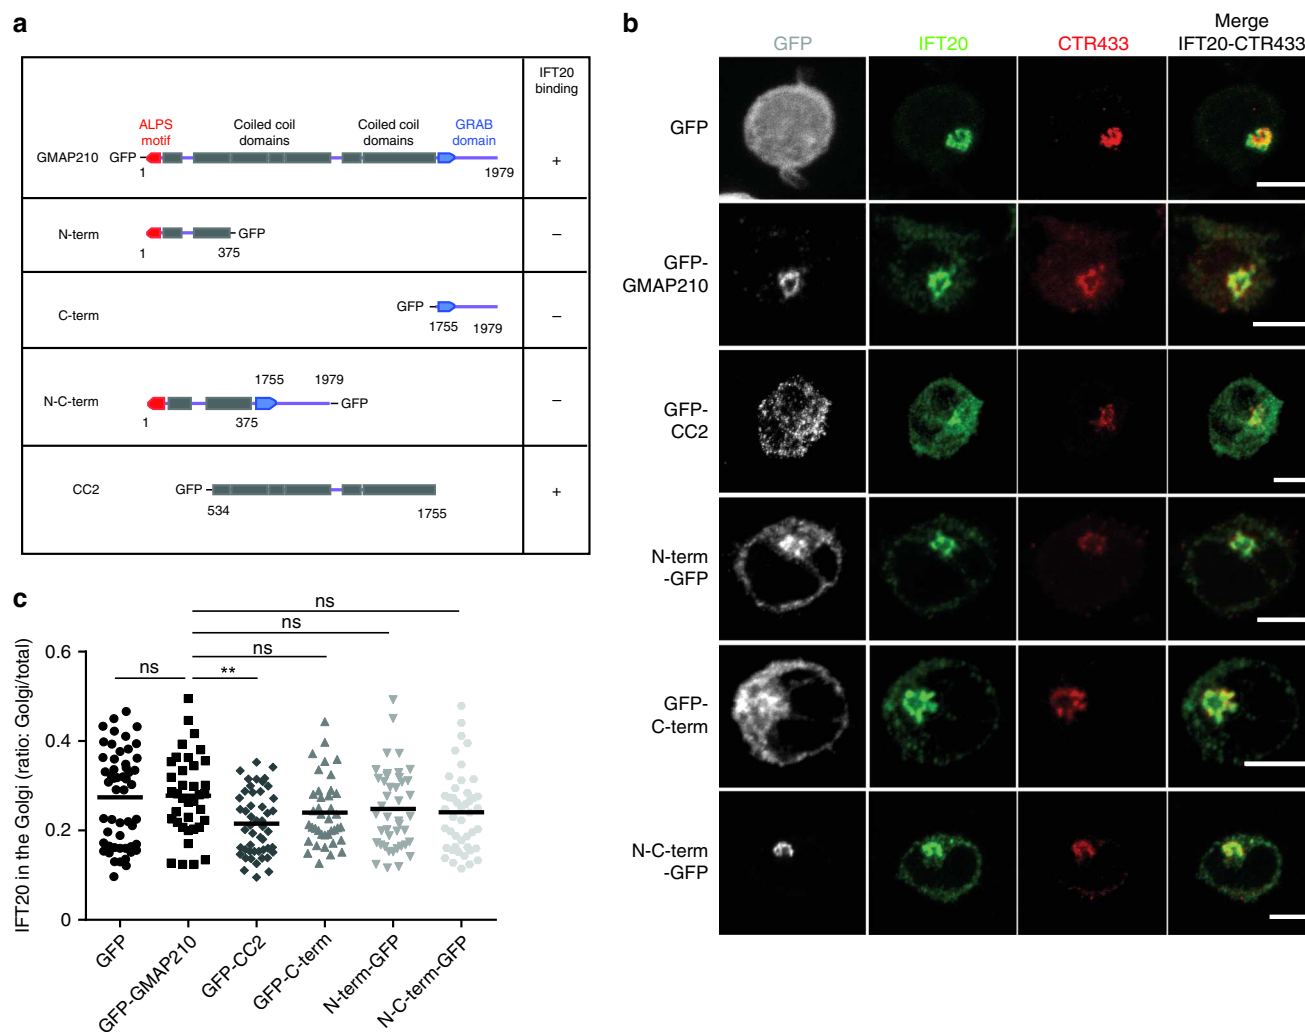 a
IFT20
binding
ALPS
motif
Coiled coil
domains
Coiled coil
domains
GRAB
domain
GMAP210
GFP
1
1979
+
N-term
GFP
1
375
–
C-term
GFP
1755
1979
–
N-C-term
1755
1979
GFP
1
375
–
CC2
GFP
534
1755
+
b
GFP
IFT20
CTR433
Merge
IFT20-CTR433
GFP
GFP-
GMAP210
GFP-
CC2
N-term
-GFP
GFP-
C-term
N-C-term
-GFP
c
ns
ns
ns
ns
**
IFT20 in the Golgi (ratio: Golgi/total)
0.6
0.4
0.2
0
GFP
GFP-GMAP210
GFP-CC2
GFP-C-term
N-term-GFP
N-C-term-GFP